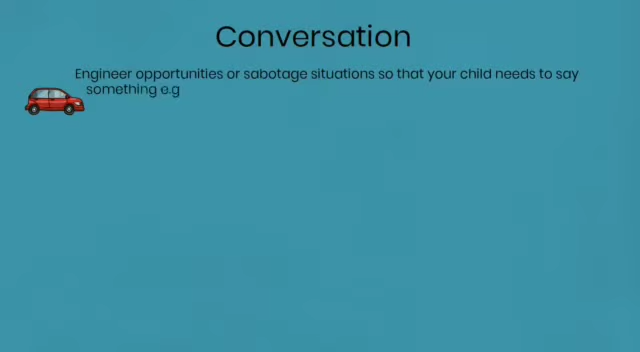 Conversation
Engineer opportunities or sabotage situations so that your child needs to say
something e.g